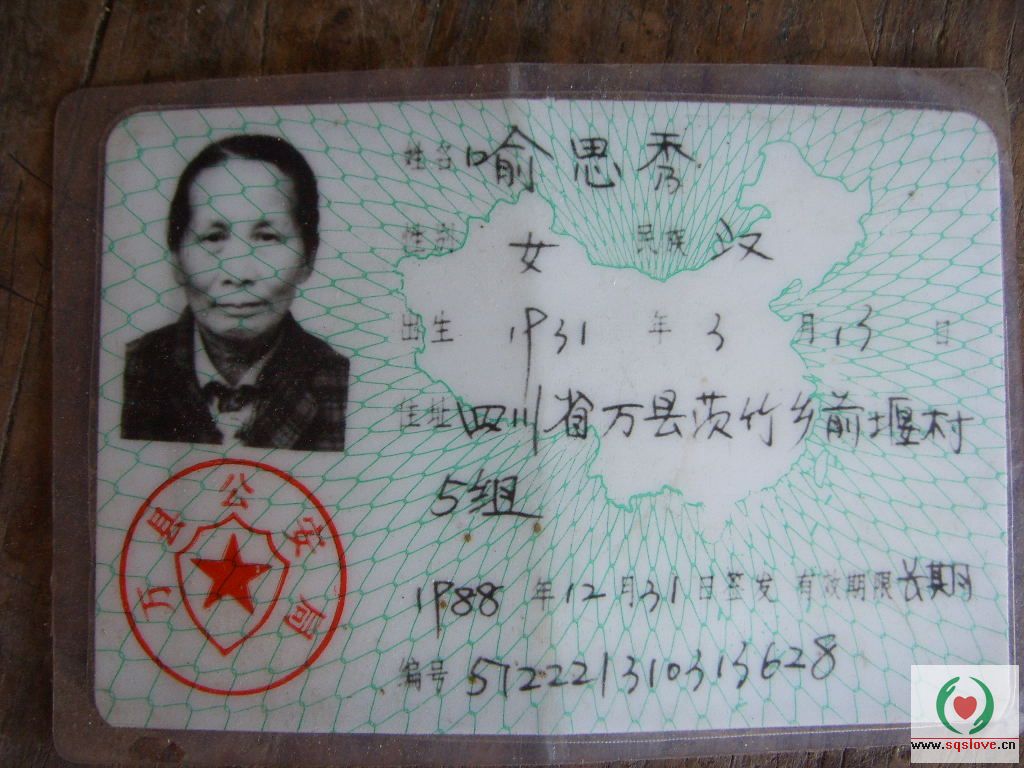 姓名 喻思秀
性别 女 民族 汉
出生 1931 年 3 月 13 日
住址 四川省万县茨竹乡前堰村
5组
1988 年 12 月 31 日签发 有效期限 长期
编号 512221310313628
万县公安局
www.sqslove.cn